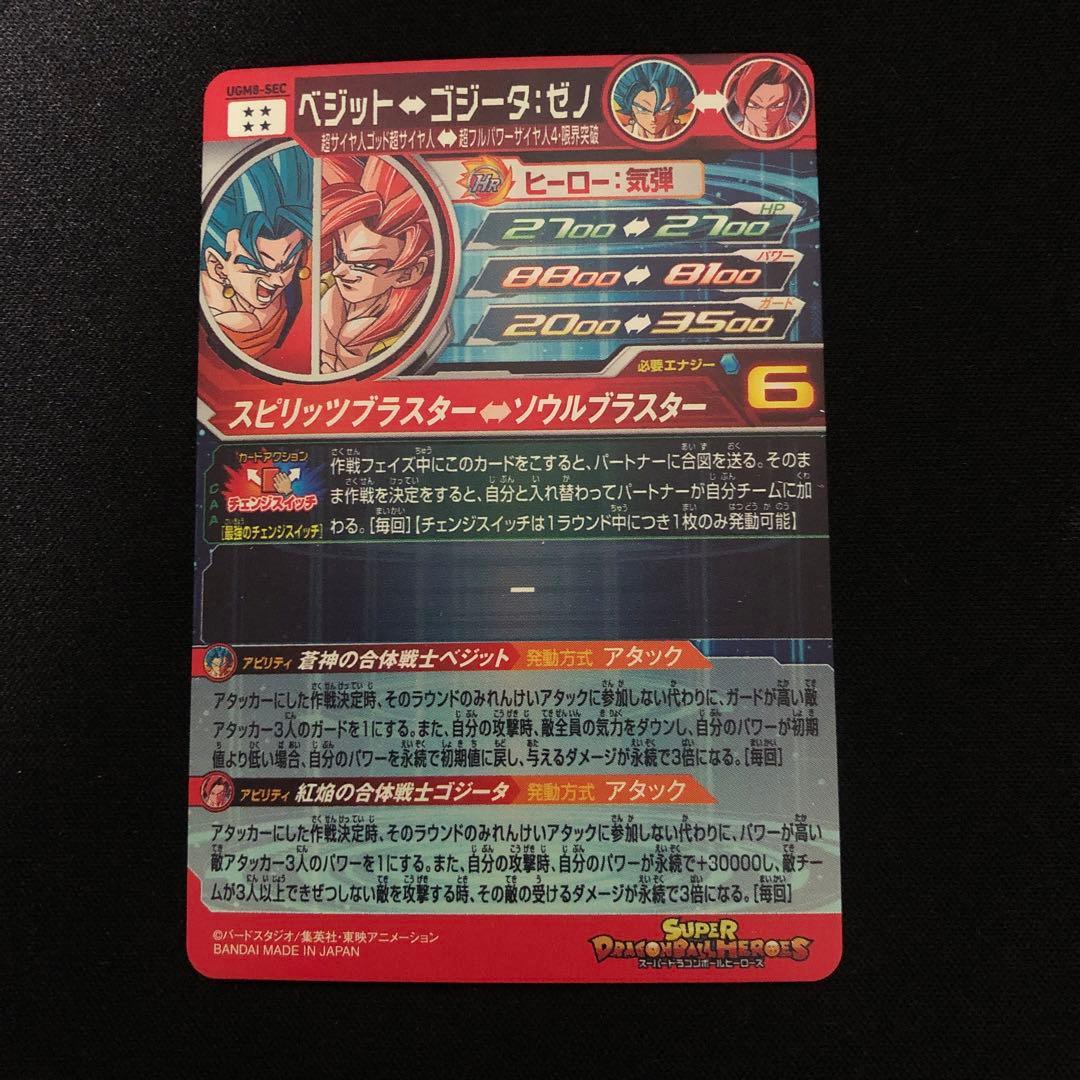 UGM8-SEC
ベジット⇔ゴジータ:ゼノ
超サイヤ人ゴッド超サイヤ人⇔超フルパワーサイヤ人4・限界突破
HR ヒーロー:気弾
HP
2700⇔2700
パワー
8800⇔8100
ガード
2000⇔3500
必要エナジー 6
スピリッツブラスター⇔ソウルブラスター
CAA
カードアクション
チェンジスイッチ
[最強のチェンジスイッチ]
作戦フェイズ中にこのカードをこすると、パートナーに合図を送る。そのま
ま作戦を決定をすると、自分と入れ替わってパートナーが自分チームに加
わる。[毎回]【チェンジスイッチは1ラウンド中につき1枚のみ発動可能】
ー
アビリティ 蒼神の合体戦士ベジット 発動方式 アタック
アタッカーにした作戦決定時、そのラウンドのみれんけいアタックに参加しない代わりに、ガードが高い敵
アタッカー3人のガードを1にする。また、自分の攻撃時、敵全員の気力をダウンし、自分のパワーが初期
値より低い場合、自分のパワーを永続で初期値に戻し、与えるダメージが永続で3倍になる。[毎回]
アビリティ 紅焔の合体戦士ゴジータ 発動方式 アタック
アタッカーにした作戦決定時、そのラウンドのみれんけいアタックに参加しない代わりに、パワーが高い
敵アタッカー3人のパワーを1にする。また、自分の攻撃時、自分のパワーが永続で+30000し、敵チー
ムが3人以上できぜつしない敵を攻撃する時、その敵の受けるダメージが永続で3倍になる。[毎回]
©バードスタジオ/集英社・東映アニメーション
BANDAI MADE IN JAPAN
SUPER
DRAGONBALL HEROES
スーパードラゴンボールヒーローズ